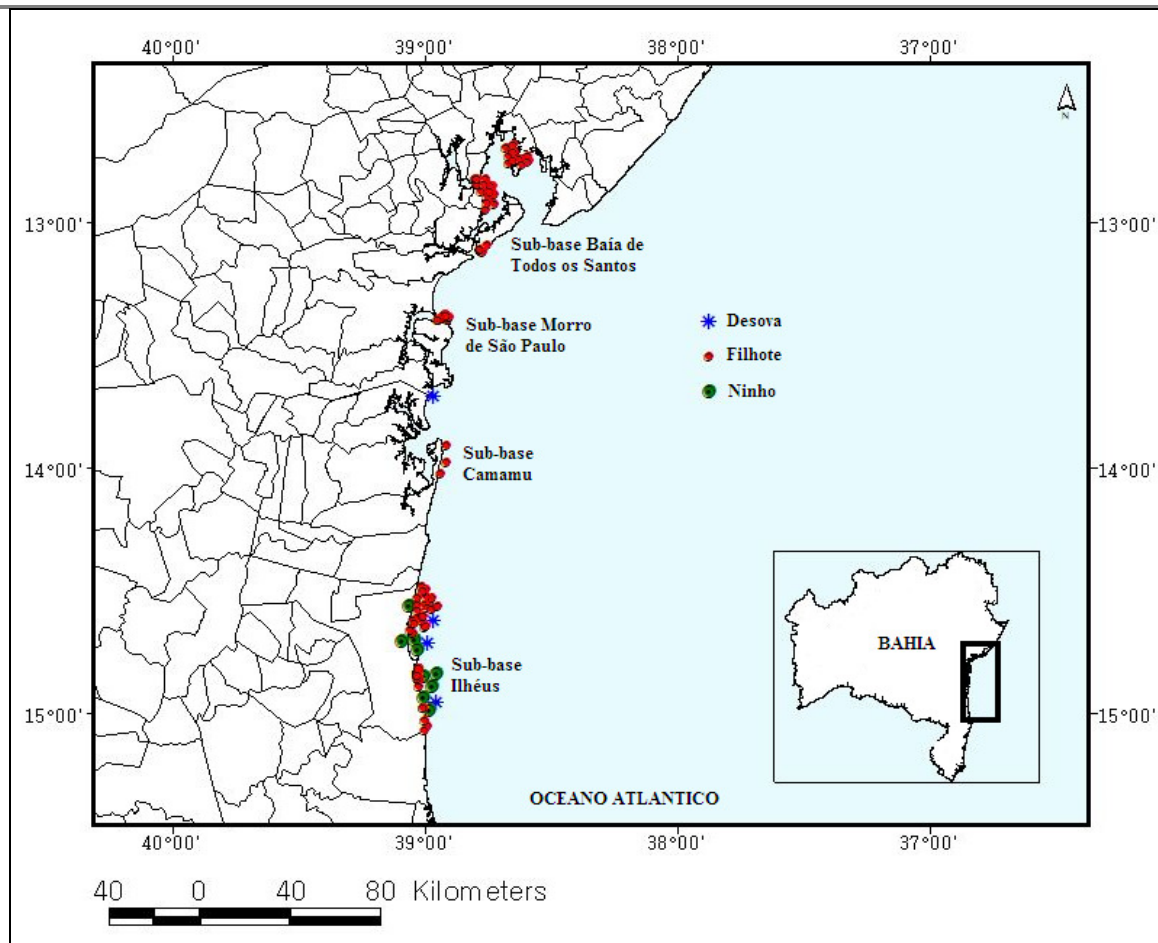 40°00' 39°00' 38°00' 37°00'
N
13°00' 13°00'
Sub-base Baía de
Todos os Santos
Sub-base Morro
de São Paulo
Desova
Filhote
Ninho
Sub-base
Camamu
14°00' 14°00'
BAHIA
Sub-base
Ilhéus
15°00' 15°00'
OCEANO ATLANTICO
40°00' 39°00' 38°00' 37°00'
40 0 40 80 Kilometers